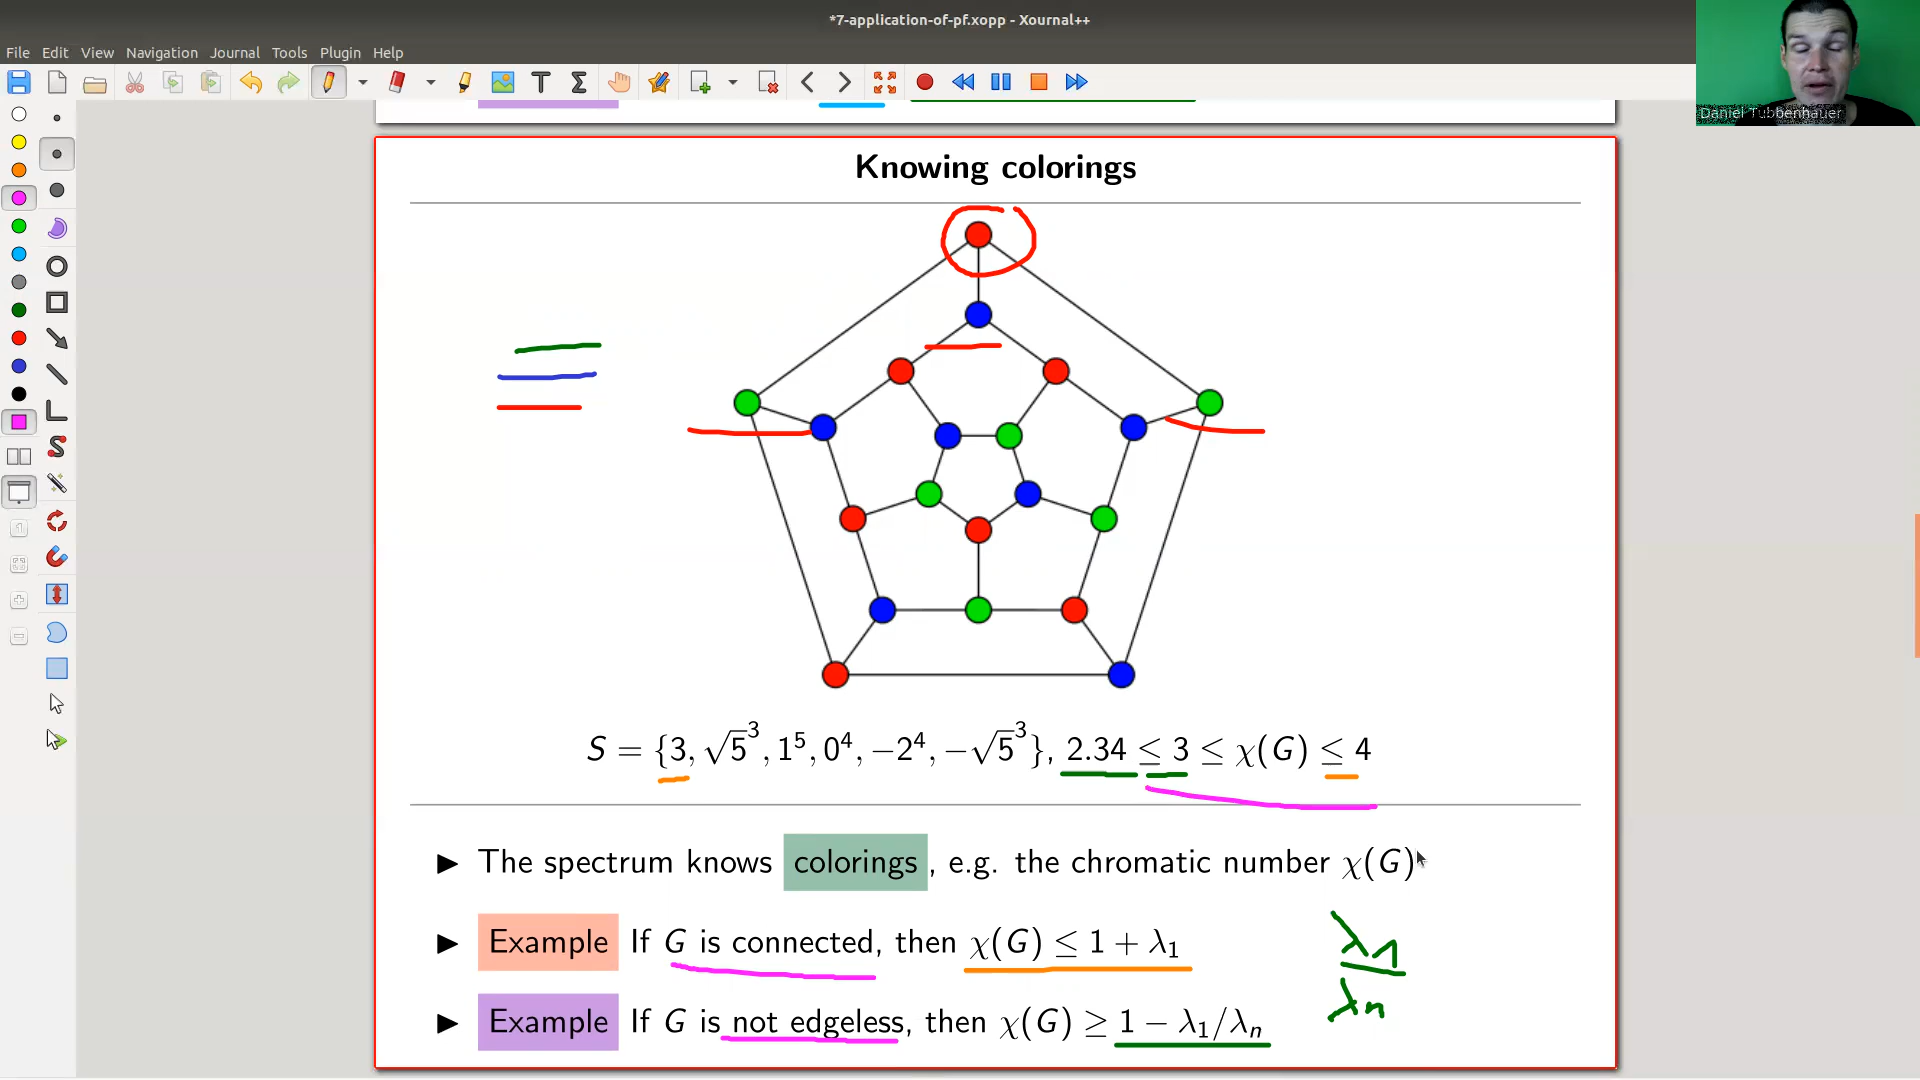 *7-application-of-pf.xopp - Xournal++
File Edit View Navigation Journal Tools Plugin Help
Daniel Tubbenhauer
Knowing colorings
S = {3, √5³, 1⁵, 0⁴, −2⁴, −√5³}, 2.34 ≤ 3 ≤ χ(G) ≤ 4
▶ The spectrum knows colorings, e.g. the chromatic number χ(G)
▶ Example If G is connected, then χ(G) ≤ 1 + λ₁
λ1
λn
▶ Example If G is not edgeless, then χ(G) ≥ 1 − λ₁/λₙ